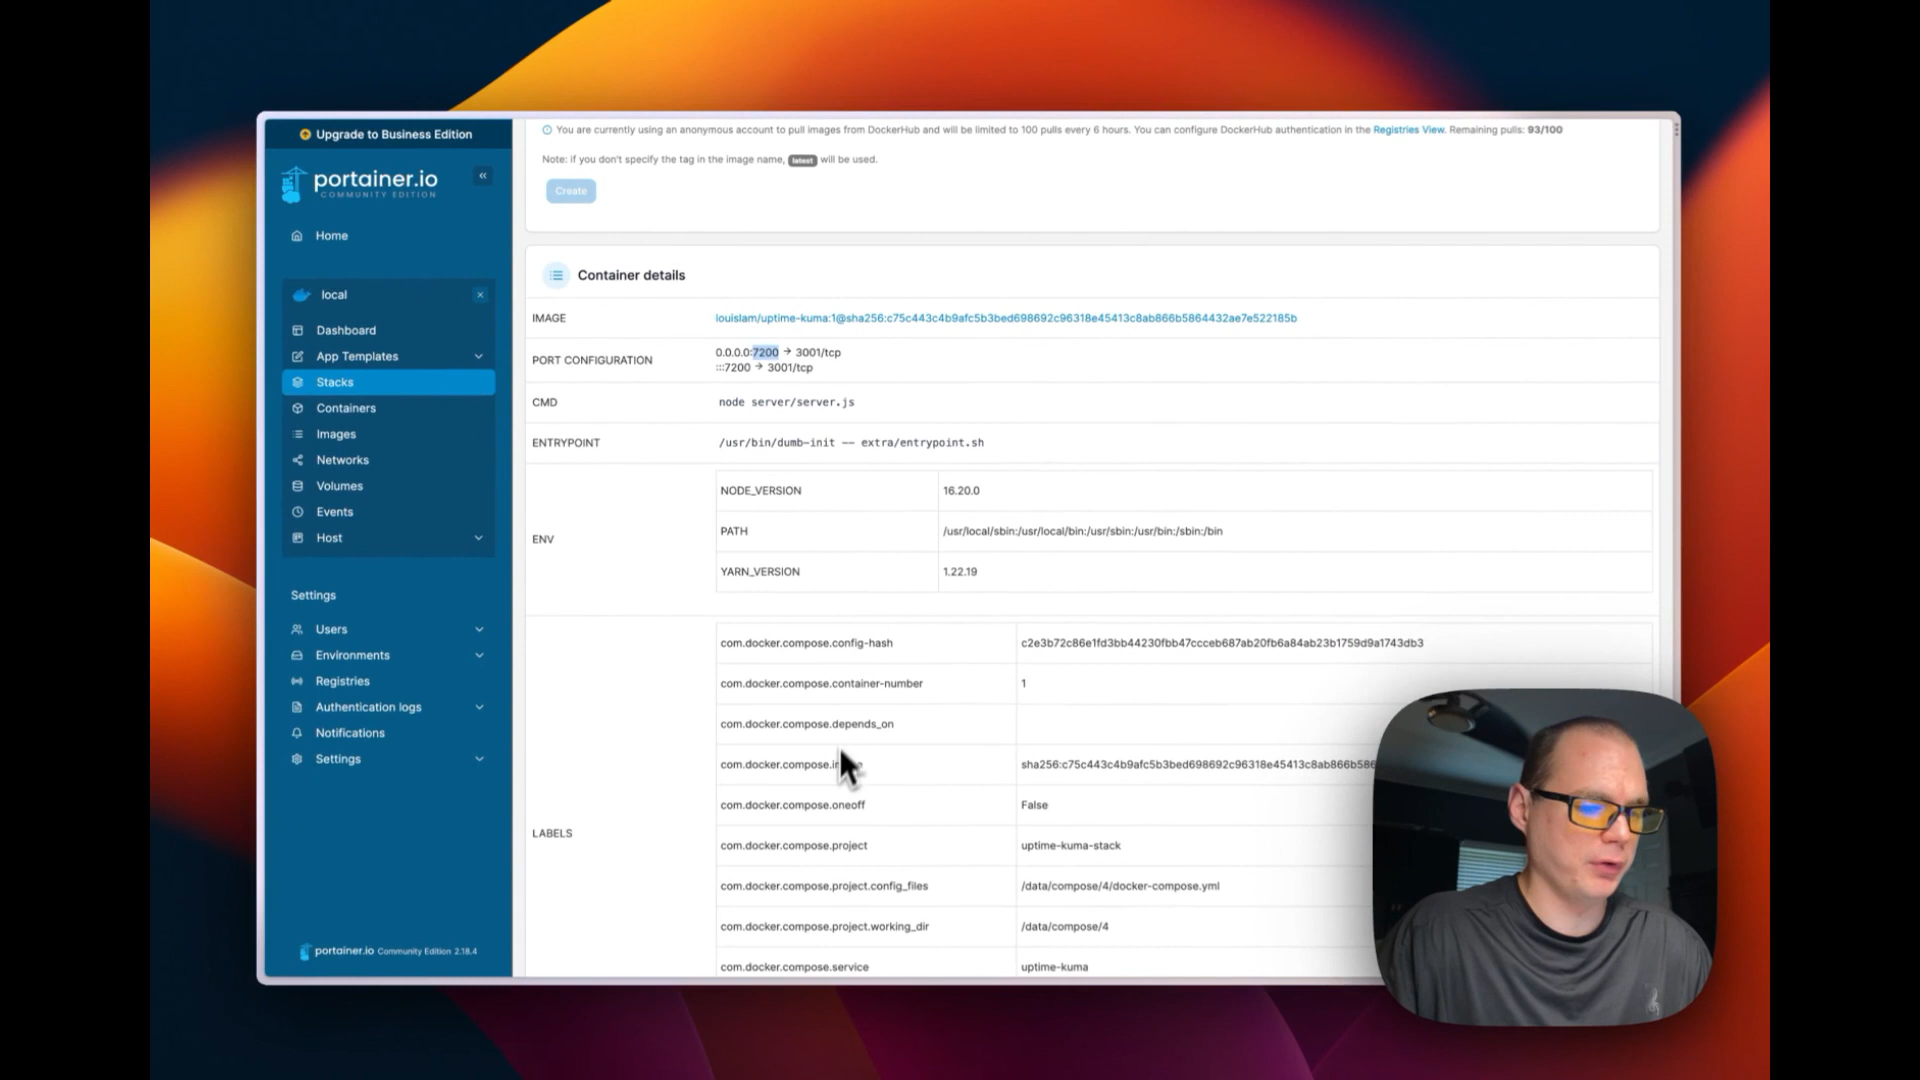 Upgrade to Business Edition
portainer.io
COMMUNITY EDITION
Home
local
Dashboard
App Templates
Stacks
Containers
Images
Networks
Volumes
Events
Host
Settings
Users
Environments
Registries
Authentication logs
Notifications
Settings
portainer.io Community Edition 2.18.4
You are currently using an anonymous account to pull images from DockerHub and will be limited to 100 pulls every 6 hours. You can configure DockerHub authentication in the Registries View. Remaining pulls: 93/100
Note: if you don't specify the tag in the image name, latest will be used.
Create
Container details
IMAGE louislam/uptime-kuma:1@sha256:c75c443c4b9afc5b3bed698692c96318e45413c8ab866b5864432ae7e522185b
PORT CONFIGURATION
0.0.0.0:7200 → 3001/tcp
:::7200 → 3001/tcp
CMD node server/server.js
ENTRYPOINT /usr/bin/dumb-init -- extra/entrypoint.sh
ENV
NODE_VERSION 16.20.0
PATH /usr/local/sbin:/usr/local/bin:/usr/sbin:/usr/bin:/sbin:/bin
YARN_VERSION 1.22.19
LABELS
com.docker.compose.config-hash c2e3b72c86e1fd3bb44230fbb47ccceb687ab20fb6a84ab23b1759d9a1743db3
com.docker.compose.container-number 1
com.docker.compose.depends_on
com.docker.compose.i sha256:c75c443c4b9afc5b3bed698692c96318e45413c8ab866b586
com.docker.compose.oneoff False
com.docker.compose.project uptime-kuma-stack
com.docker.compose.project.config_files /data/compose/4/docker-compose.yml
com.docker.compose.project.working_dir /data/compose/4
com.docker.compose.service uptime-kuma